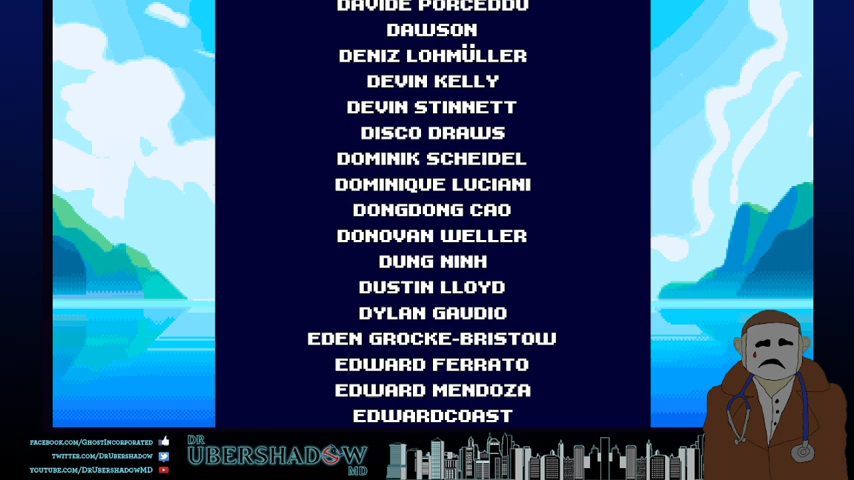 DAVIDE PORCEDDU
DAWSON
DENIZ LOHMÜLLER
DEVIN KELLY
DEVIN STINNETT
DISCO DRAWS
DOMINIK SCHEIDEL
DOMINIQUE LUCIANI
DONGDONG CAO
DONOVAN WELLER
DUNG NINH
DUSTIN LLOYD
DYLAN GAUDIO
EDEN GROCKE-BRISTOW
EDWARD FERRATO
EDWARD MENDOZA
EDWARDCOAST
FACEBOOK.COM/GHOSTINCORPORATED
TWITTER.COM/DRUBERSHADOW
YOUTUBE.COM/DRUBERSHADOWMD
DR
UBERSHADOW
MD